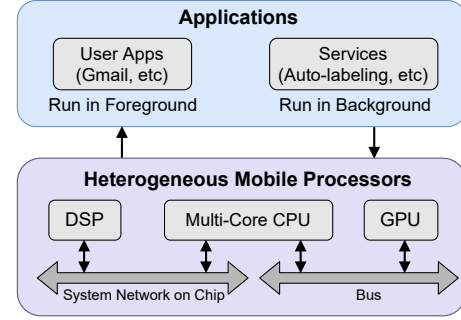 Applications
User Apps
(Gmail, etc)
Services
(Auto-labeling, etc)
Run in Foreground
Run in Background
Heterogeneous Mobile Processors
DSP
Multi-Core CPU
GPU
System Network on Chip
Bus